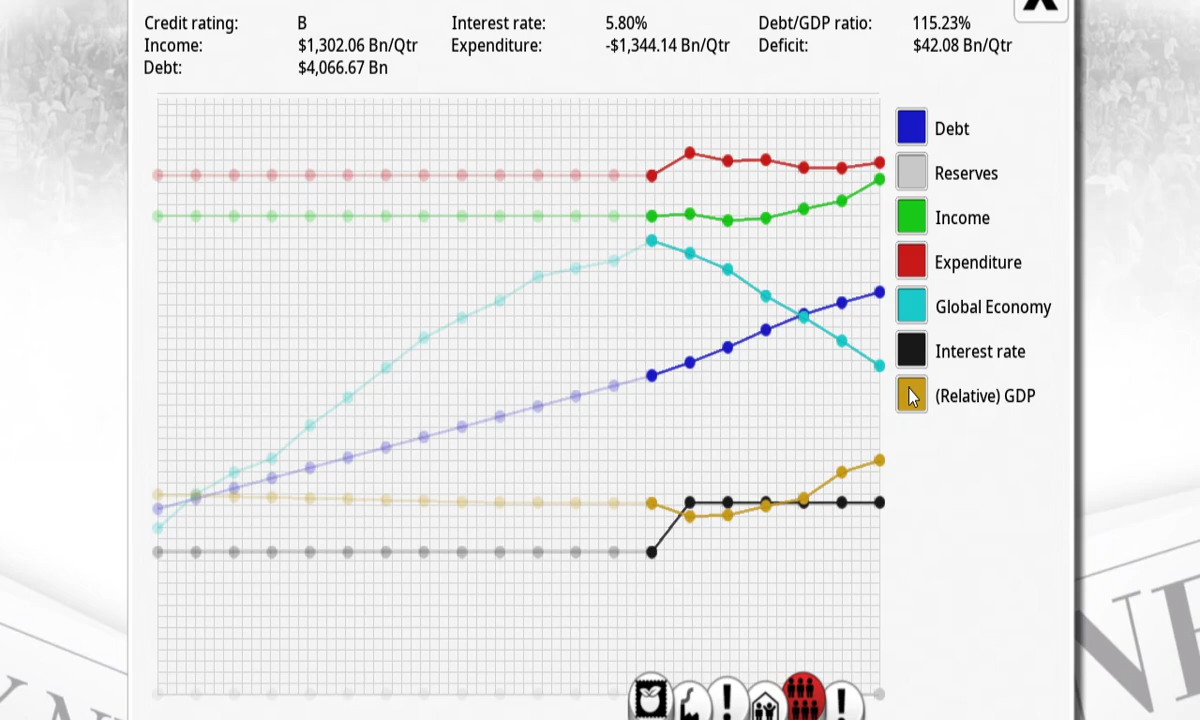 Credit rating: B Interest rate: 5.80% Debt/GDP ratio: 115.23%
Income: $1,302.06 Bn/Qtr Expenditure: -$1,344.14 Bn/Qtr Deficit: $42.08 Bn/Qtr
Debt: $4,066.67 Bn
Debt
Reserves
Income
Expenditure
Global Economy
Interest rate
(Relative) GDP